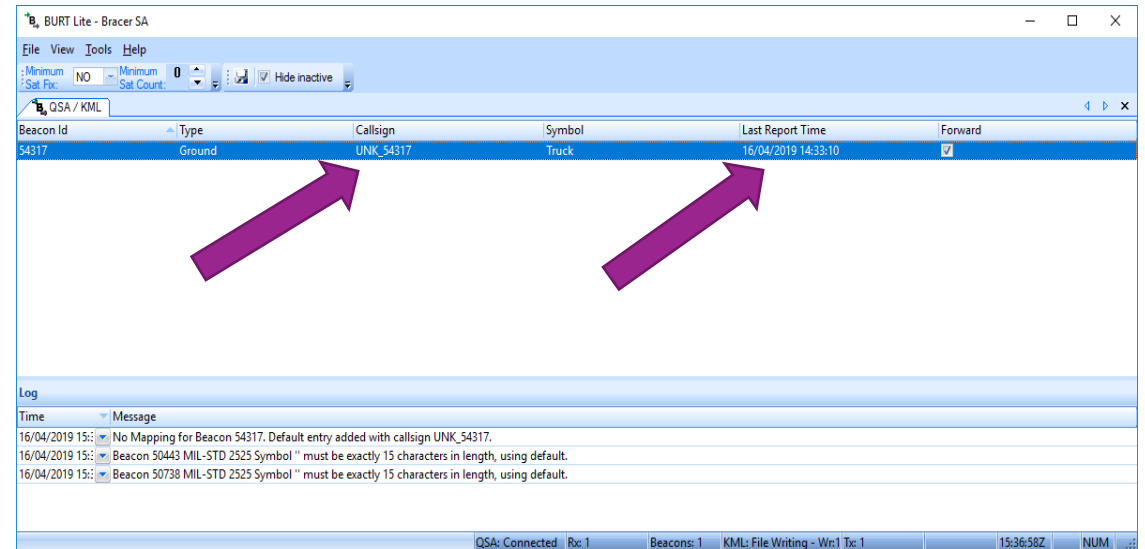 BURT Lite - Bracer SA
File View Tools Help
Minimum Sat Fix: NO Minimum Sat Count: 0 Hide inactive
QSA / KML
Beacon Id Type Callsign Symbol Last Report Time Forward
54317 Ground UNK_54317 Truck 16/04/2019 14:33:10
Log
Time Message
16/04/2019 15: No Mapping for Beacon 54317. Default entry added with callsign UNK_54317.
16/04/2019 15: Beacon 50443 MIL-STD 2525 Symbol '' must be exactly 15 characters in length, using default.
16/04/2019 15: Beacon 50738 MIL-STD 2525 Symbol '' must be exactly 15 characters in length, using default.
QSA: Connected Rx: 1 Beacons: 1 KML: File Writing - Wr:1 Tx: 1 15:36:58Z NUM